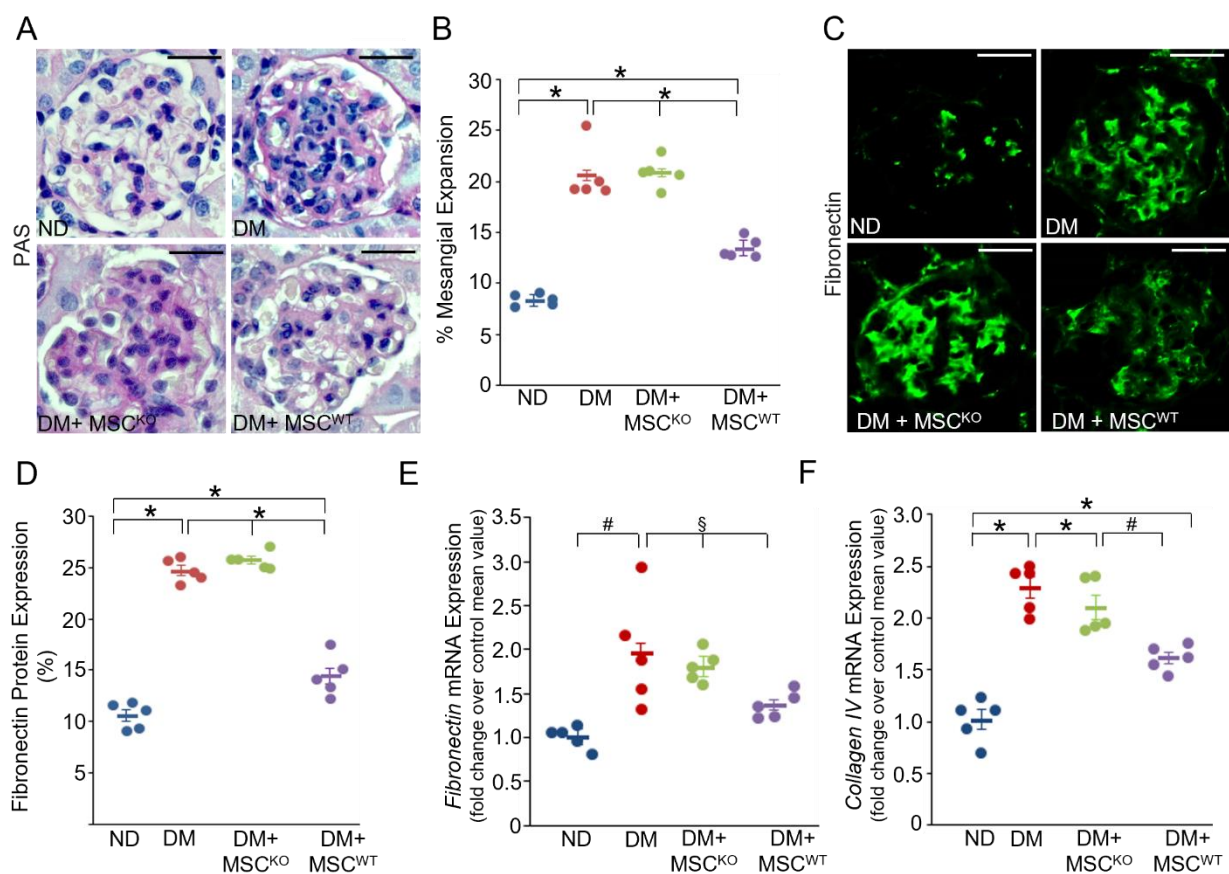 A
PAS
ND
DM
DM+ MSCᴷᴼ
DM+ MSCᵂᵀ
B
% Mesangial Expansion
30
25
20
15
10
5
0
*
*
*
ND
DM
DM+
MSCᴷᴼ
DM+
MSCᵂᵀ
C
Fibronectin
ND
DM
DM + MSCᴷᴼ
DM + MSCᵂᵀ
D
Fibronectin Protein Expression
(%)
30
25
20
15
10
5
*
*
*
ND
DM
DM+
MSCᴷᴼ
DM+
MSCᵂᵀ
E
Fibronectin mRNA Expression
(fold change over control mean value)
3.5
3.0
2.5
2.0
1.5
1.0
0.5
0
#
§
ND
DM
DM+
MSCᴷᴼ
DM+
MSCᵂᵀ
F
Collagen IV mRNA Expression
(fold change over control mean value)
3.0
2.5
2.0
1.5
1.0
0.5
0
*
*
*
#
ND
DM
DM+
MSCᴷᴼ
DM+
MSCᵂᵀ